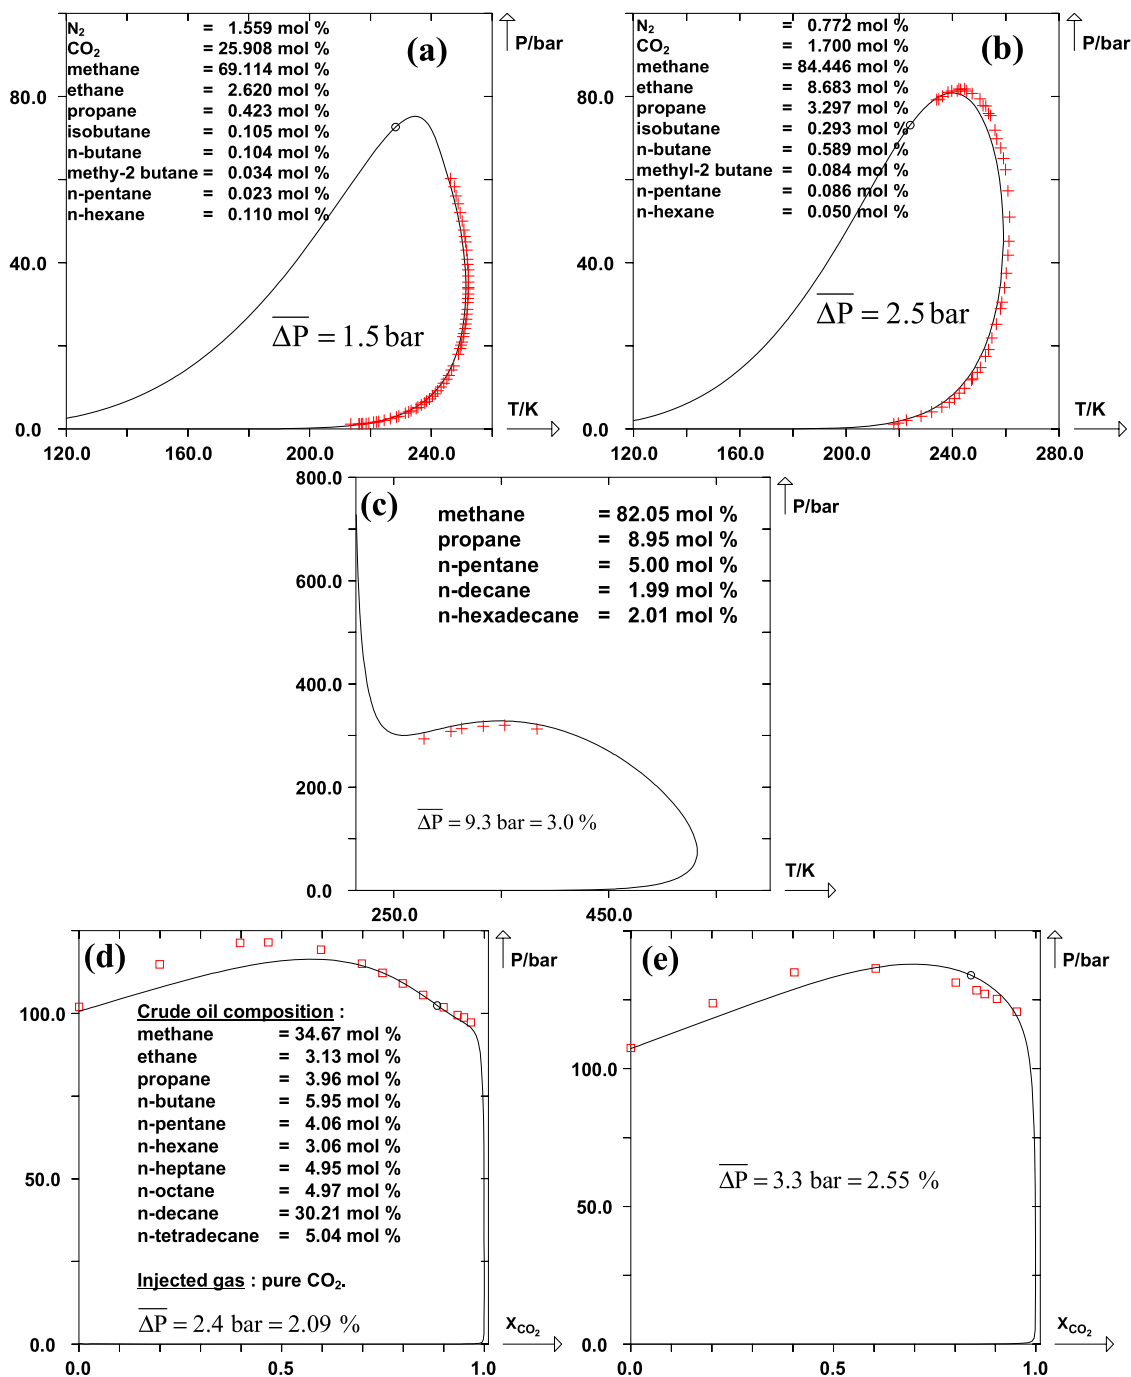 N2 = 1.559 mol %
CO2 = 25.908 mol %
methane = 69.114 mol %
ethane = 2.620 mol %
propane = 0.423 mol %
isobutane = 0.105 mol %
n-butane = 0.104 mol %
methy-2 butane = 0.034 mol %
n-pentane = 0.023 mol %
n-hexane = 0.110 mol %
(a)
P/bar
80.0
40.0
0.0
ΔP = 1.5 bar
T/K
120.0 160.0 200.0 240.0
N2 = 0.772 mol %
CO2 = 1.700 mol %
methane = 84.446 mol %
ethane = 8.683 mol %
propane = 3.297 mol %
isobutane = 0.293 mol %
n-butane = 0.589 mol %
methyl-2 butane = 0.084 mol %
n-pentane = 0.086 mol %
n-hexane = 0.050 mol %
(b)
P/bar
80.0
40.0
0.0
ΔP = 2.5 bar
T/K
120.0 160.0 200.0 240.0 280.0
800.0
(c)
P/bar
methane = 82.05 mol %
propane = 8.95 mol %
n-pentane = 5.00 mol %
n-decane = 1.99 mol %
n-hexadecane = 2.01 mol %
600.0
400.0
200.0
0.0
ΔP = 9.3 bar = 3.0 %
T/K
250.0 450.0
(d)
P/bar
100.0
50.0
0.0
Crude oil composition :
methane = 34.67 mol %
ethane = 3.13 mol %
propane = 3.96 mol %
n-butane = 5.95 mol %
n-pentane = 4.06 mol %
n-hexane = 3.06 mol %
n-heptane = 4.95 mol %
n-octane = 4.97 mol %
n-decane = 30.21 mol %
n-tetradecane = 5.04 mol %
Injected gas : pure CO2.
ΔP = 2.4 bar = 2.09 %
XCO2
0.0 0.5 1.0
(e)
P/bar
100.0
50.0
0.0
ΔP = 3.3 bar = 2.55 %
XCO2
0.0 0.5 1.0